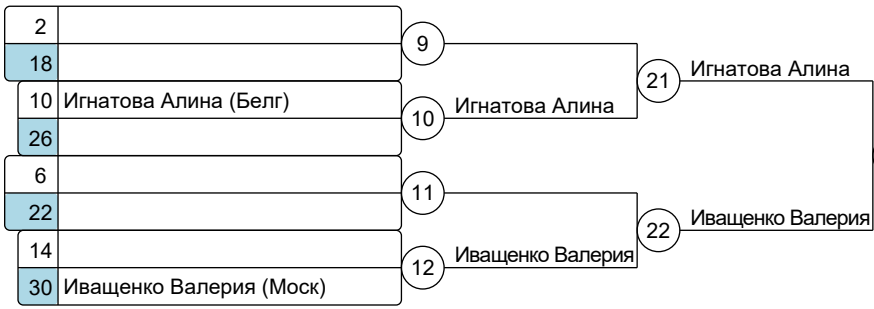 2
9
18
21 Игнатова Алина
10 Игнатова Алина (Белг)
10 Игнатова Алина
26
6
11
22
22 Иващенко Валерия
14
12 Иващенко Валерия
30 Иващенко Валерия (Моск)